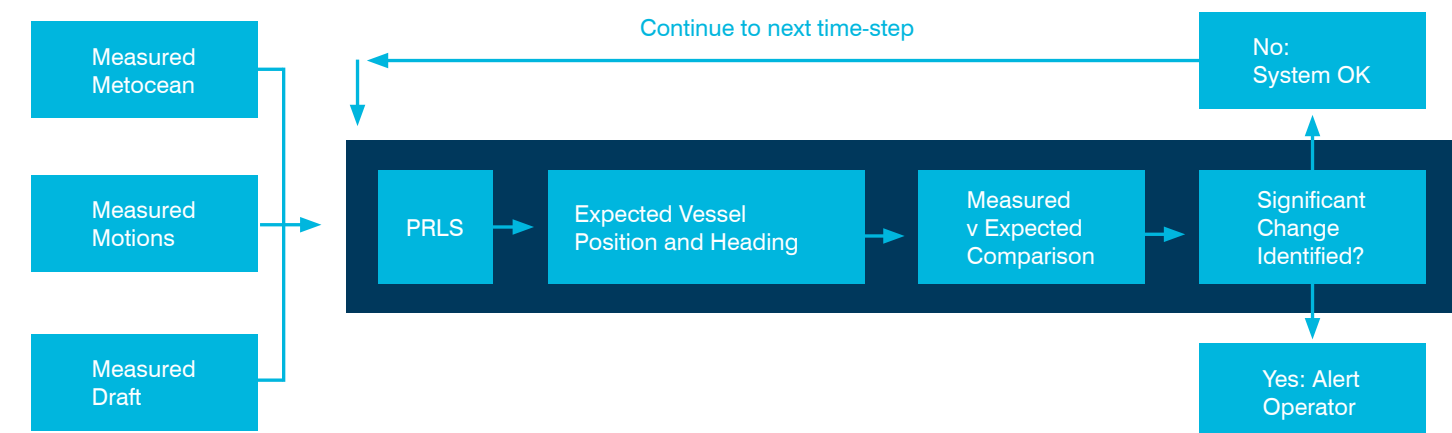 Measured
Metocean
Measured
Motions
Measured
Draft
Continue to next time-step
PRLS
Expected Vessel
Position and Heading
Measured
v Expected
Comparison
Significant
Change
Identified?
No:
System OK
Yes: Alert
Operator